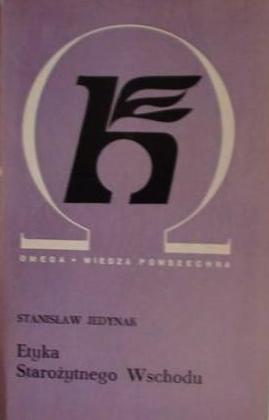 OMEGA • WIEDZA POWSZECHNA
STANISŁAW JEDYNAK
Etyka
Starożytnego Wschodu